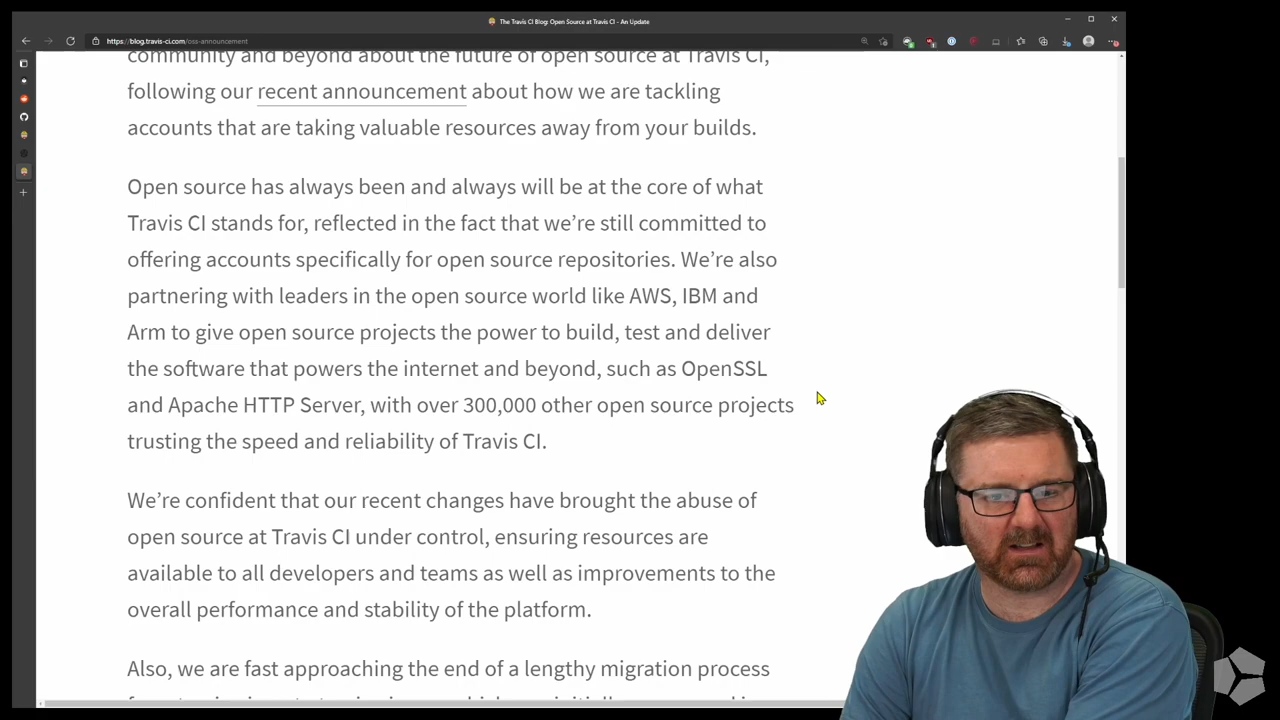 The Travis CI Blog: Open Source at Travis CI - An Update
https://blog.travis-ci.com/oss-announcement
community and beyond about the future of open source at Travis CI,
following our recent announcement about how we are tackling
accounts that are taking valuable resources away from your builds.
Open source has always been and always will be at the core of what
Travis CI stands for, reflected in the fact that we’re still committed to
offering accounts specifically for open source repositories. We’re also
partnering with leaders in the open source world like AWS, IBM and
Arm to give open source projects the power to build, test and deliver
the software that powers the internet and beyond, such as OpenSSL
and Apache HTTP Server, with over 300,000 other open source projects
trusting the speed and reliability of Travis CI.
We’re confident that our recent changes have brought the abuse of
open source at Travis CI under control, ensuring resources are
available to all developers and teams as well as improvements to the
overall performance and stability of the platform.
Also, we are fast approaching the end of a lengthy migration process